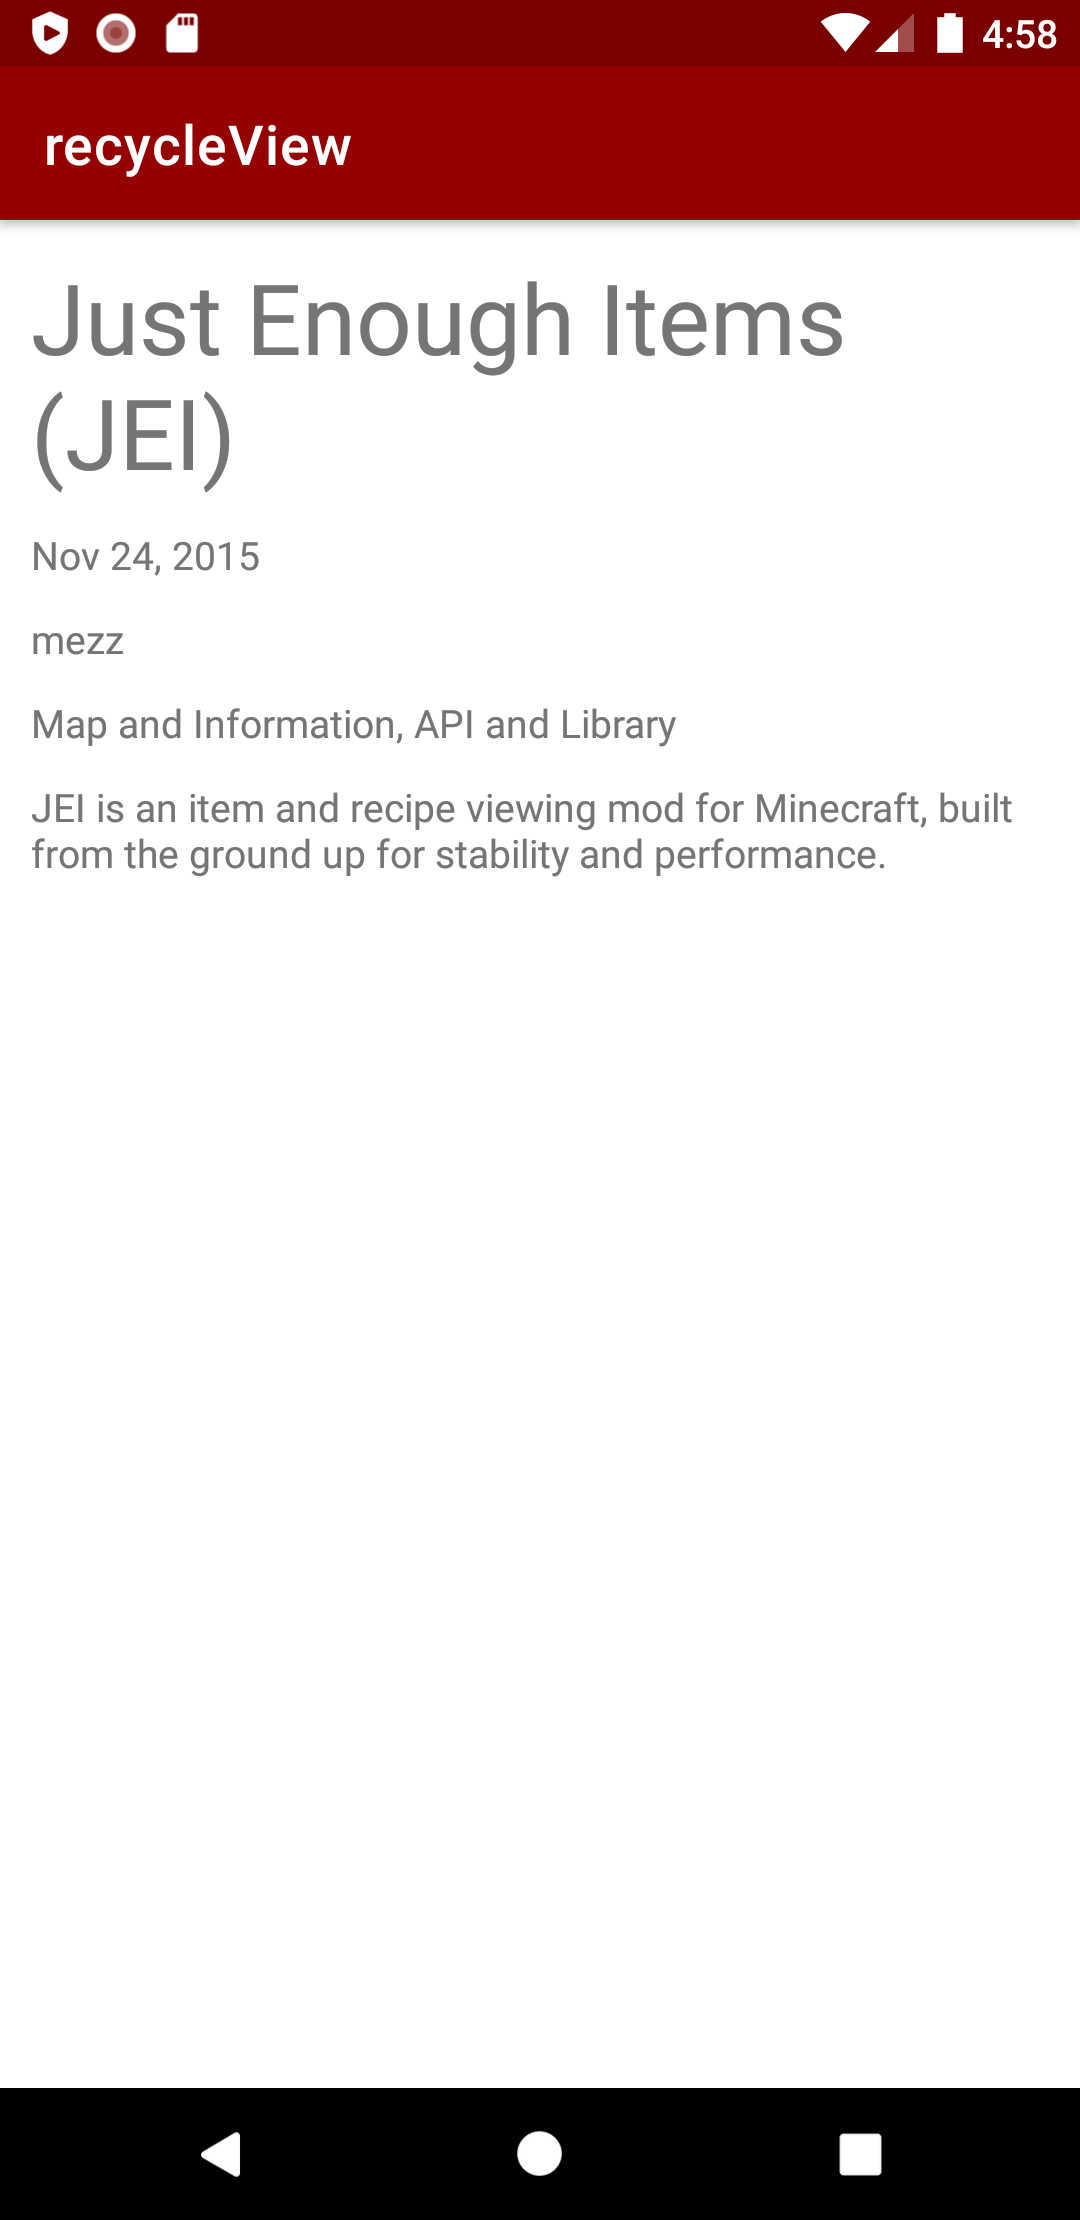 4:58
recycleView
Just Enough Items
(JEI)
Nov 24, 2015
mezz
Map and Information, API and Library
JEI is an item and recipe viewing mod for Minecraft, built
from the ground up for stability and performance.